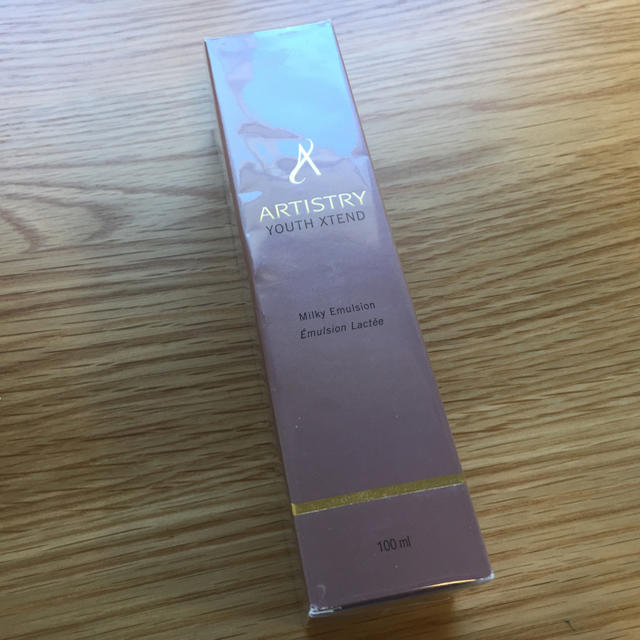 ARTISTRY
YOUTH XTEND
Milky Emulsion
Émulsion Lactée
100 ml